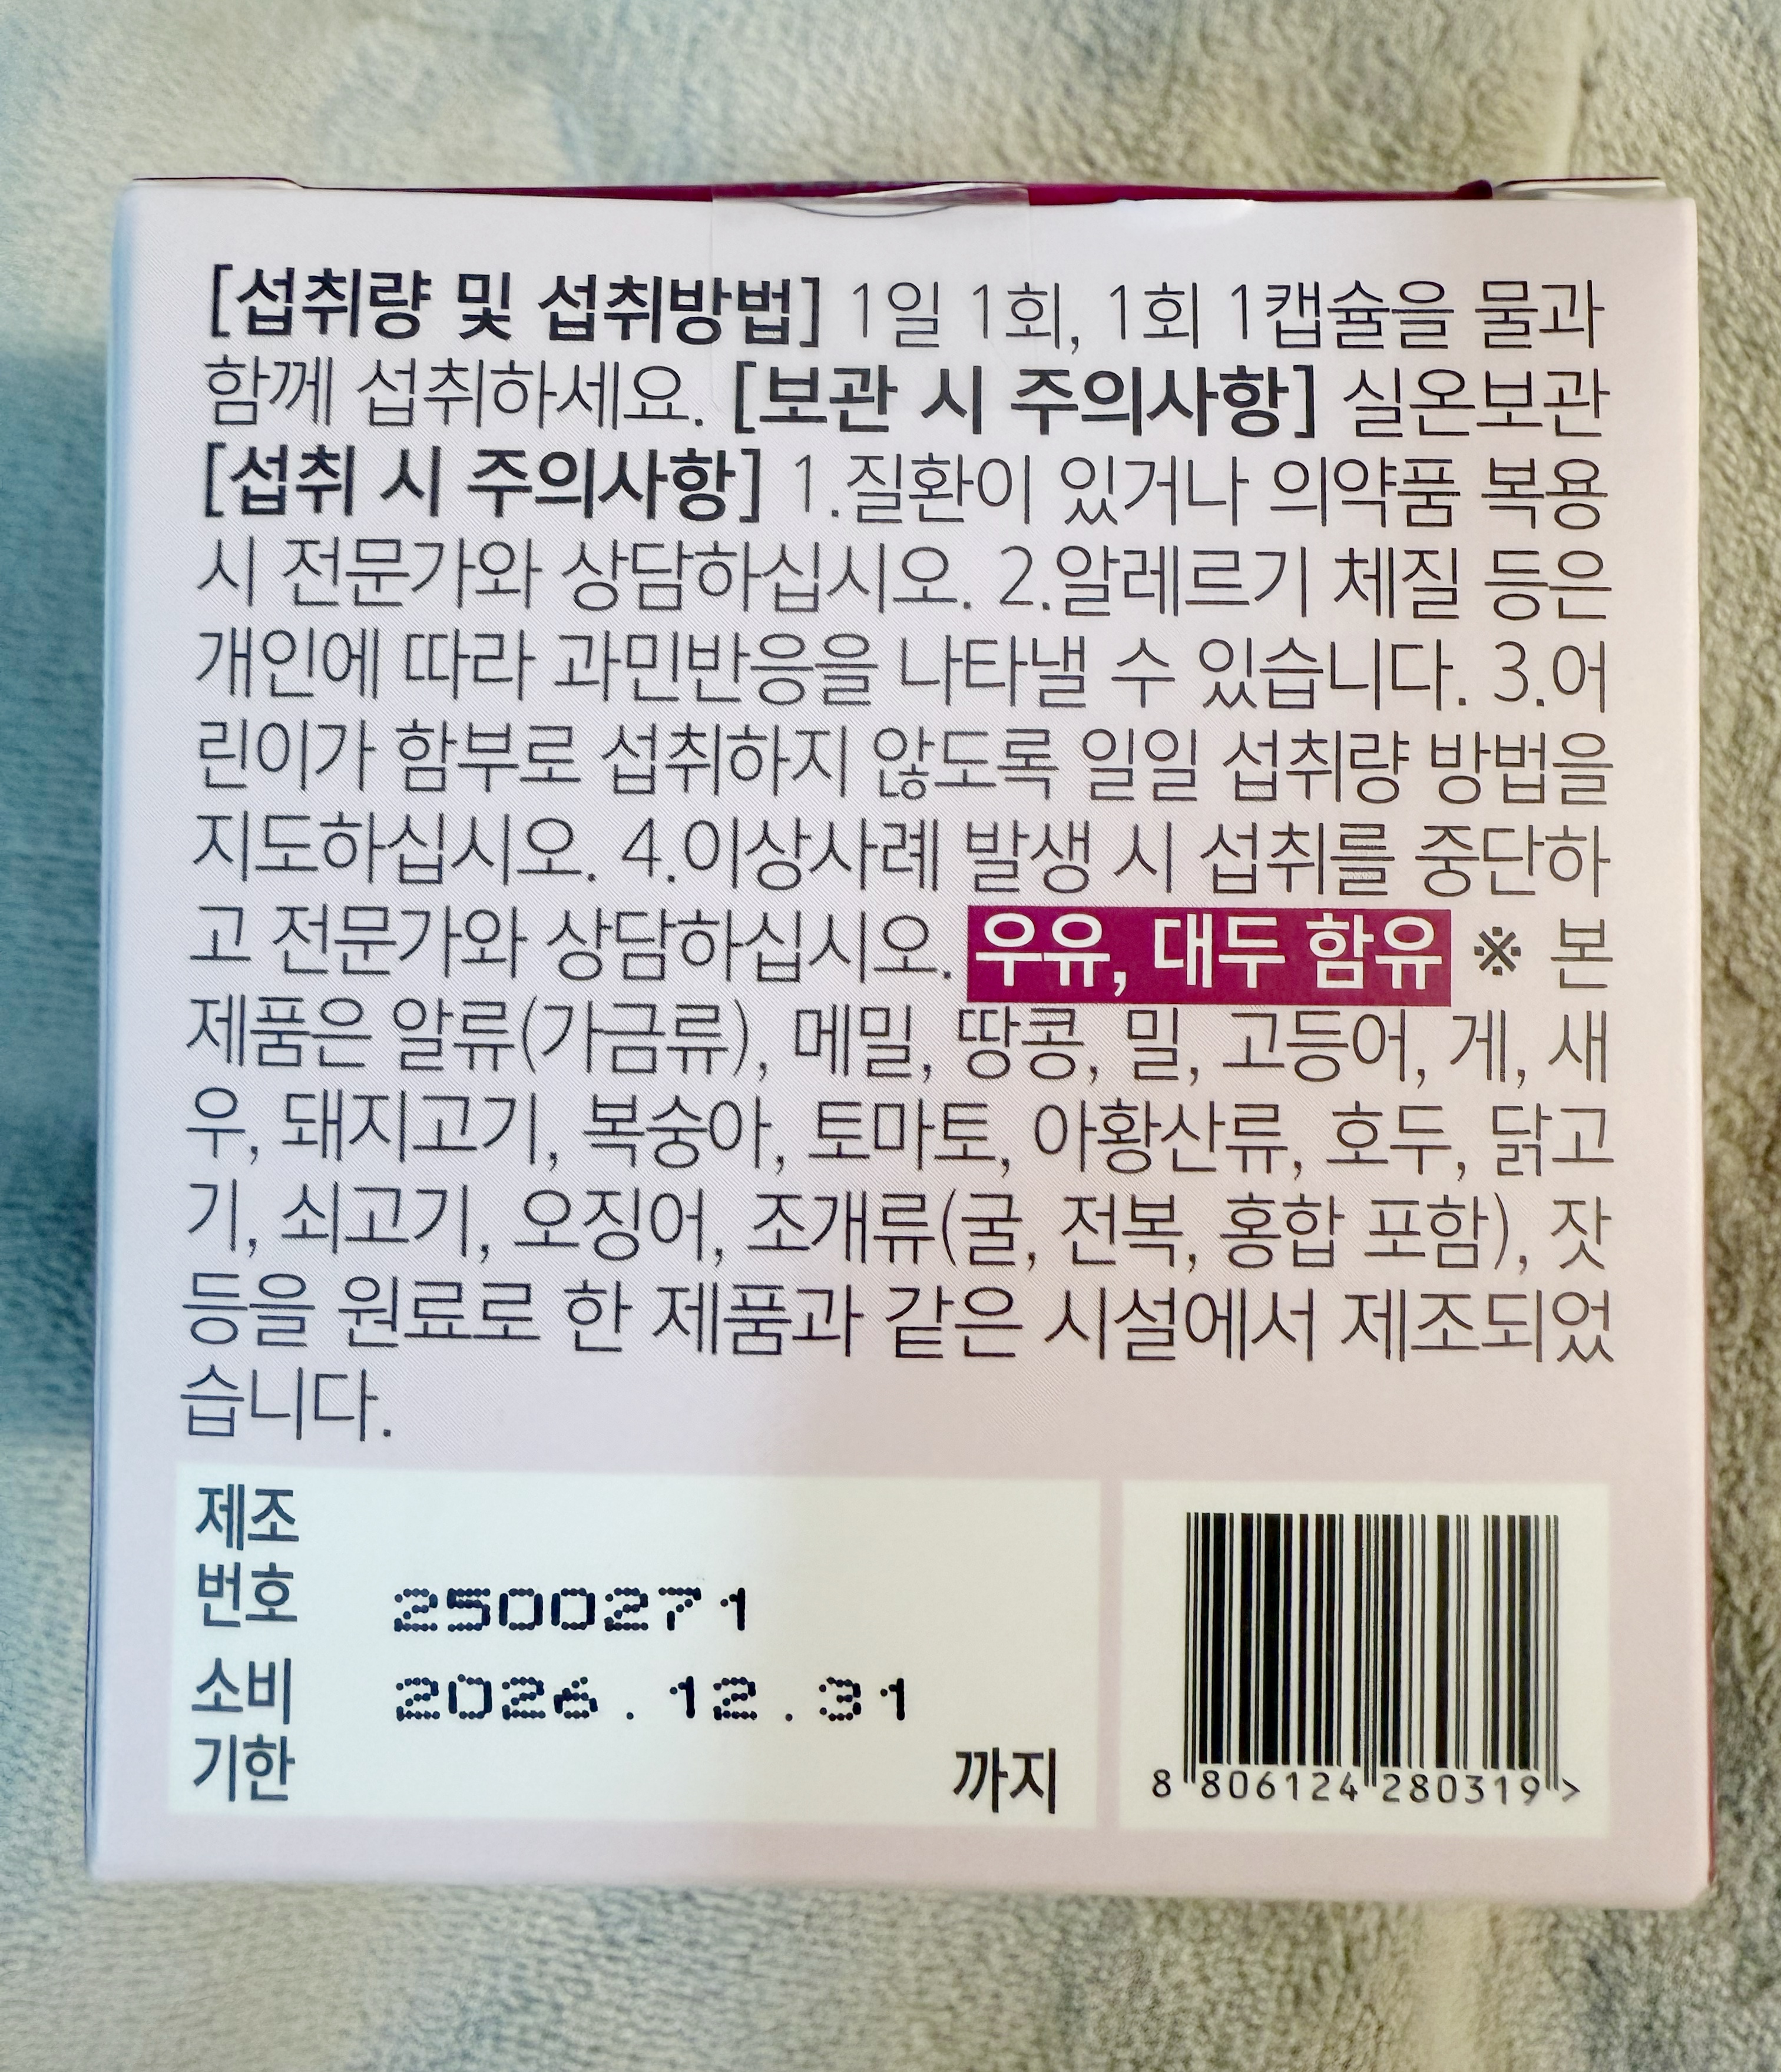 [섭취량 및 섭취방법] 1일 1회, 1회 1캡슐을 물과
함께 섭취하세요. [보관 시 주의사항] 실온보관
[섭취 시 주의사항] 1.질환이 있거나 의약품 복용
시 전문가와 상담하십시오. 2.알레르기 체질 등은
개인에 따라 과민반응을 나타낼 수 있습니다. 3.어
린이가 함부로 섭취하지 않도록 일일 섭취량 방법을
지도하십시오. 4.이상사례 발생 시 섭취를 중단하
고 전문가와 상담하십시오. 우유, 대두 함유 ※ 본
제품은 알류(가금류), 메밀, 땅콩, 밀, 고등어, 게, 새
우, 돼지고기, 복숭아, 토마토, 아황산류, 호두, 닭고
기, 쇠고기, 오징어, 조개류(굴, 전복, 홍합 포함), 잣
등을 원료로 한 제품과 같은 시설에서 제조되었
습니다.
제조
번호 2500271
소비 2026.12.31
기한 까지
8 806124 280319 >